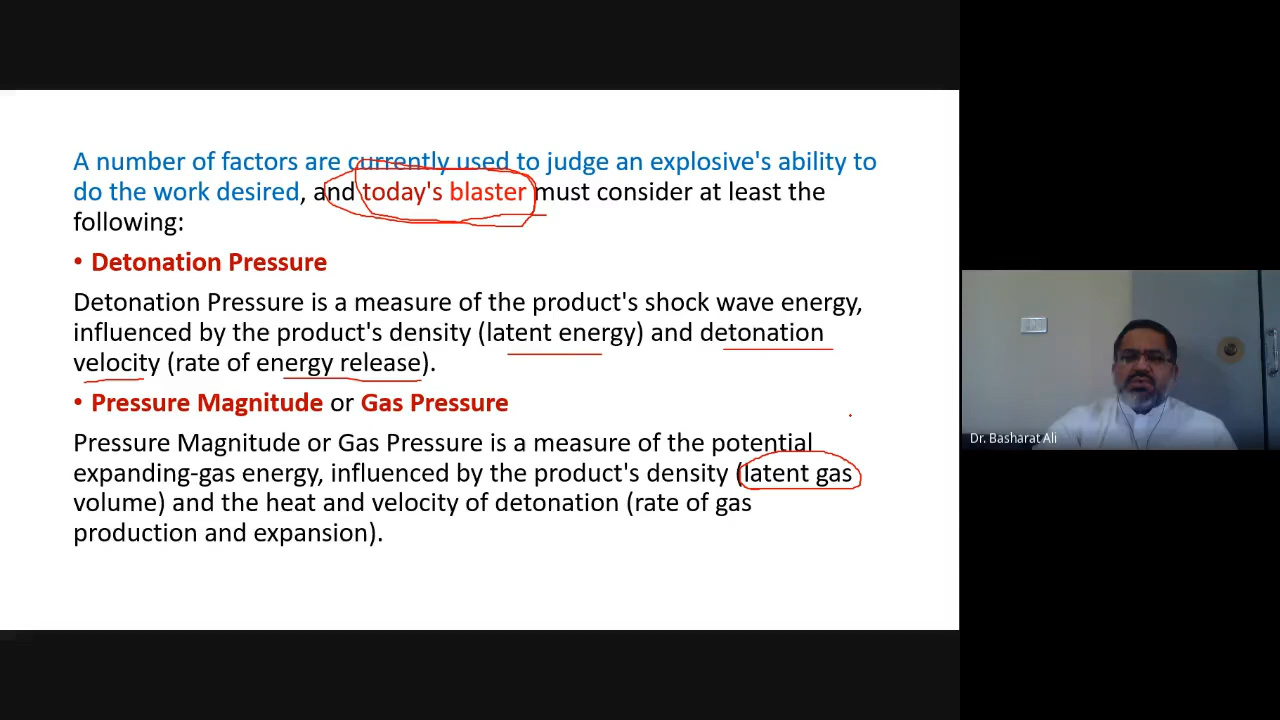 A number of factors are currently used to judge an explosive's ability to
do the work desired, and today's blaster must consider at least the
following:
• Detonation Pressure
Detonation Pressure is a measure of the product's shock wave energy,
influenced by the product's density (latent energy) and detonation
velocity (rate of energy release).
• Pressure Magnitude or Gas Pressure
Pressure Magnitude or Gas Pressure is a measure of the potential
expanding-gas energy, influenced by the product's density (latent gas
volume) and the heat and velocity of detonation (rate of gas
production and expansion).
Dr. Basharat Ali